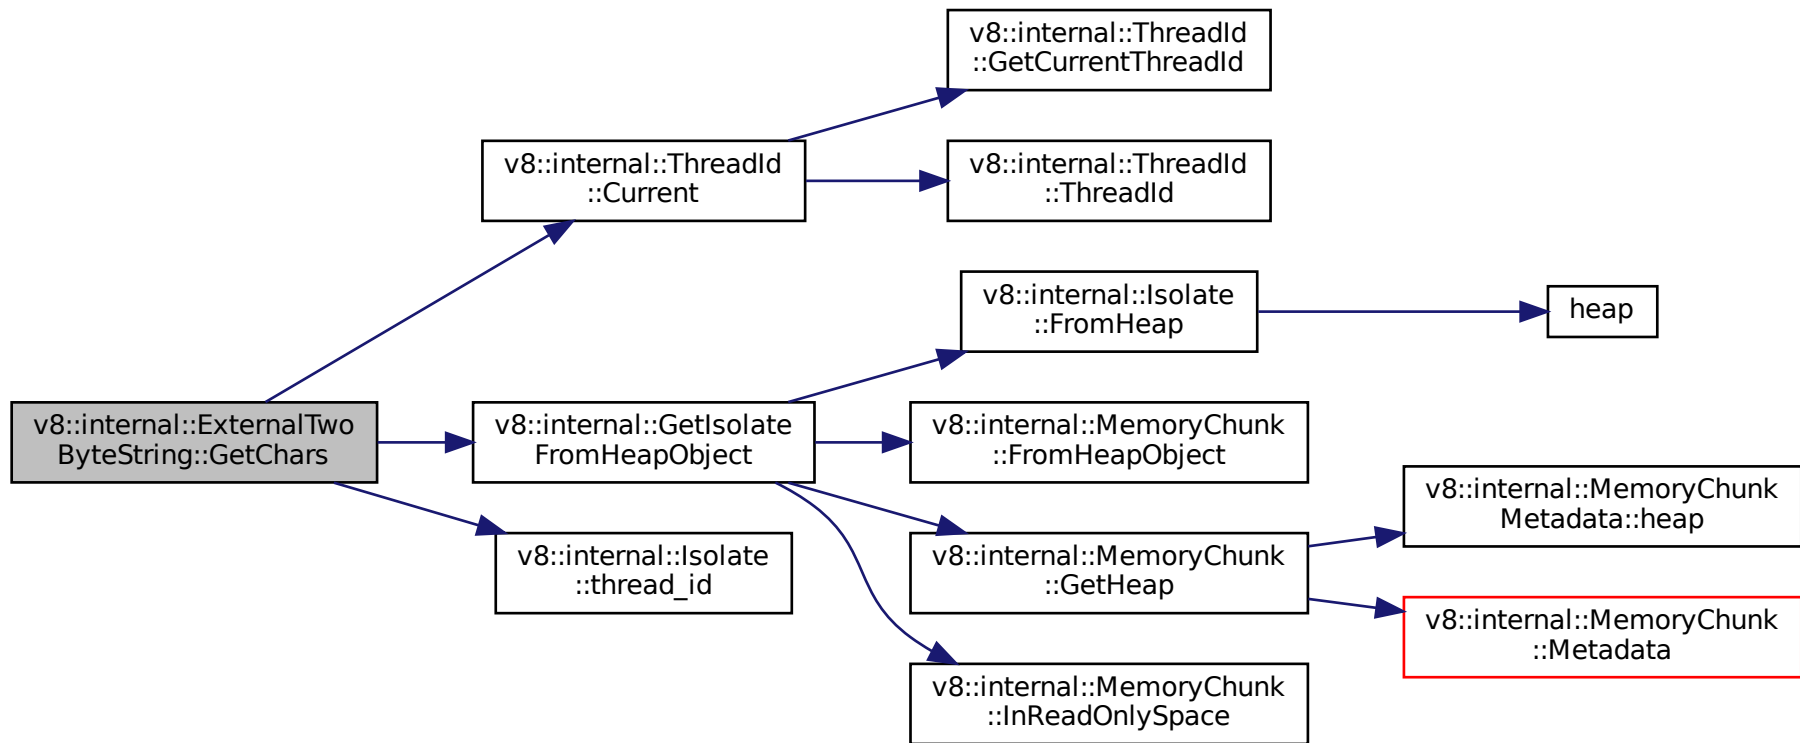 v8::internal::ThreadId
::GetCurrentThreadId
v8::internal::ThreadId
::Current
v8::internal::ThreadId
::ThreadId
v8::internal::Isolate
::FromHeap
heap
v8::internal::ExternalTwo
ByteString::GetChars
v8::internal::GetIsolate
FromHeapObject
v8::internal::MemoryChunk
::FromHeapObject
v8::internal::MemoryChunk
Metadata::heap
v8::internal::Isolate
::thread_id
v8::internal::MemoryChunk
::GetHeap
v8::internal::MemoryChunk
::Metadata
v8::internal::MemoryChunk
::InReadOnlySpace